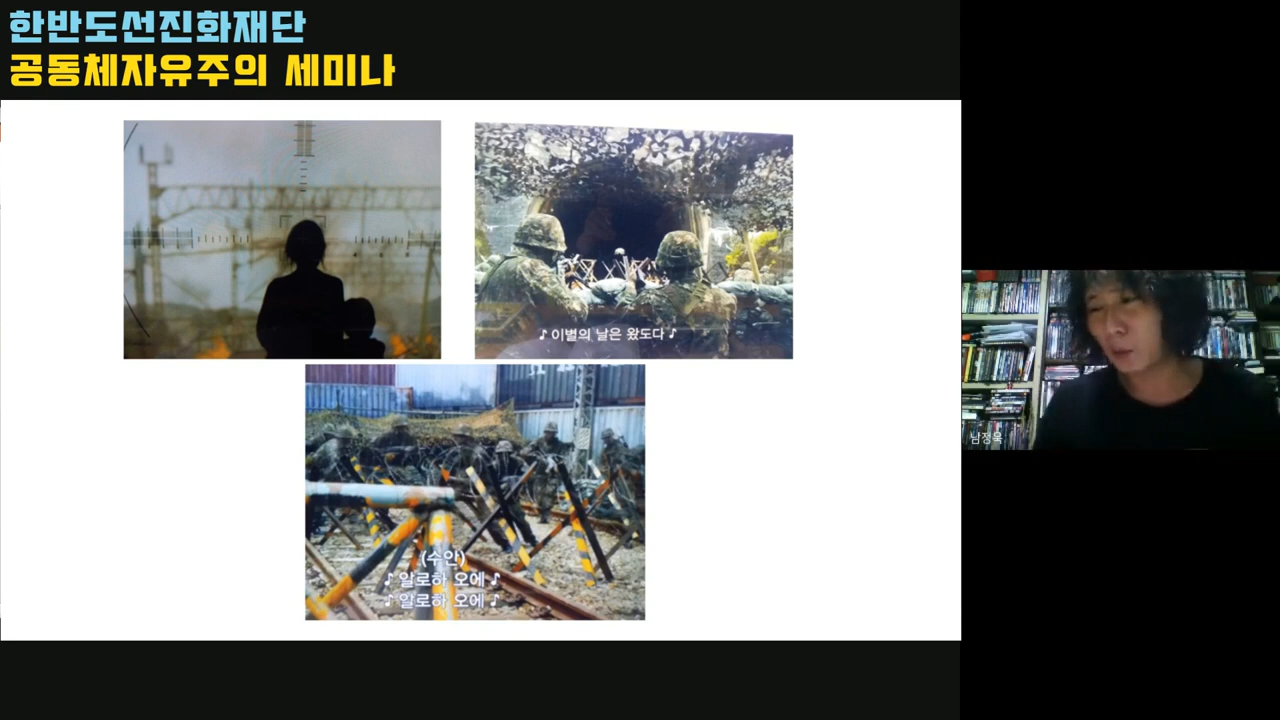 한반도선진화재단
공동체자유주의 세미나
♪ 이별의 날은 왔도다 ♪
(수안)
♪ 알로하 오에 ♪
♪ 알로하 오에 ♪
남정욱